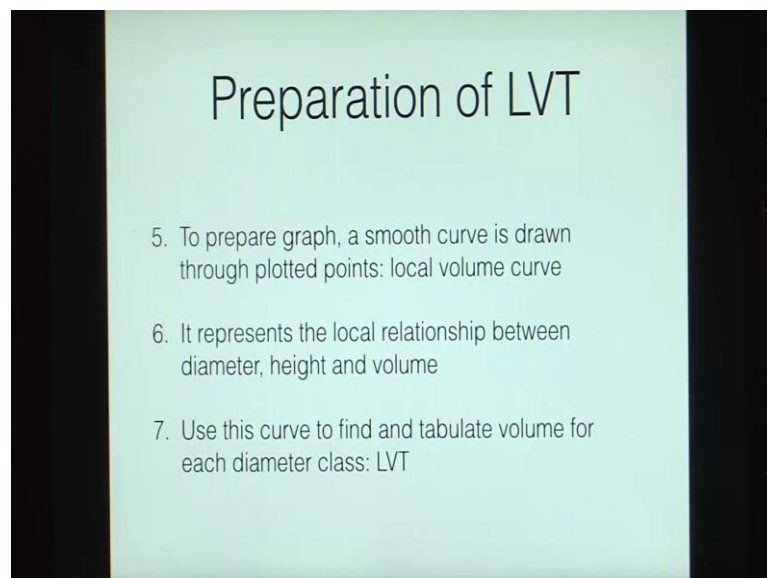 Preparation of LVT
5. To prepare graph, a smooth curve is drawn
through plotted points: local volume curve
6. It represents the local relationship between
diameter, height and volume
7. Use this curve to find and tabulate volume for
each diameter class: LVT